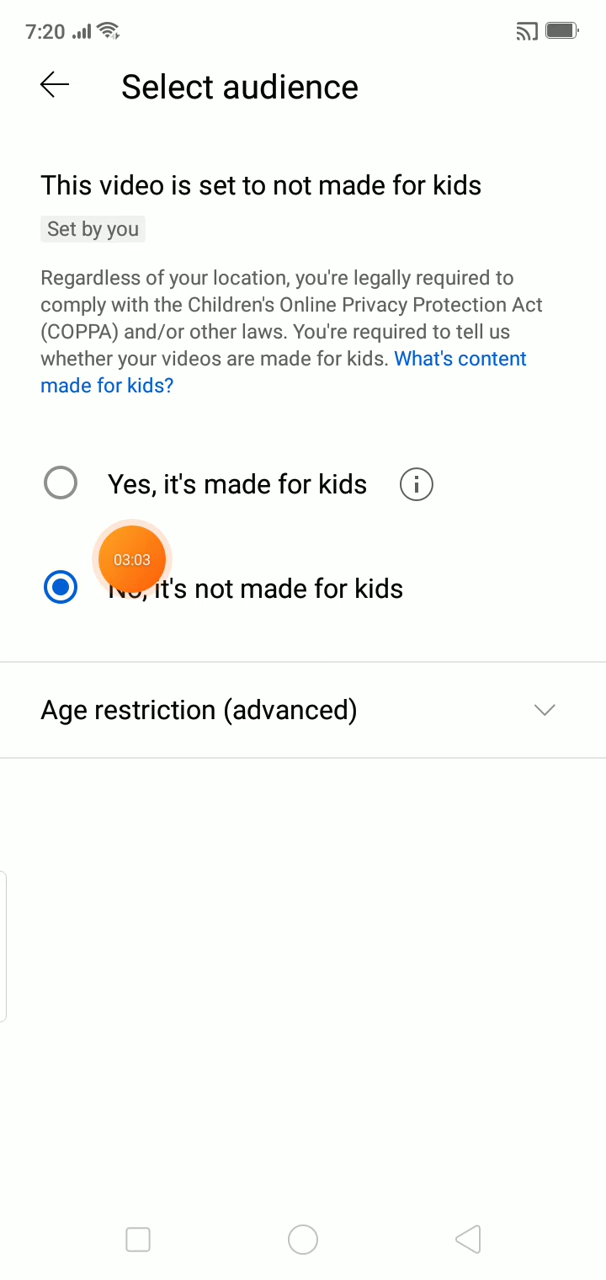 7:20
Select audience
This video is set to not made for kids
Set by you
Regardless of your location, you're legally required to
comply with the Children's Online Privacy Protection Act
(COPPA) and/or other laws. You're required to tell us
whether your videos are made for kids. What's content
made for kids?
Yes, it's made for kids
03:03
No, it's not made for kids
Age restriction (advanced)